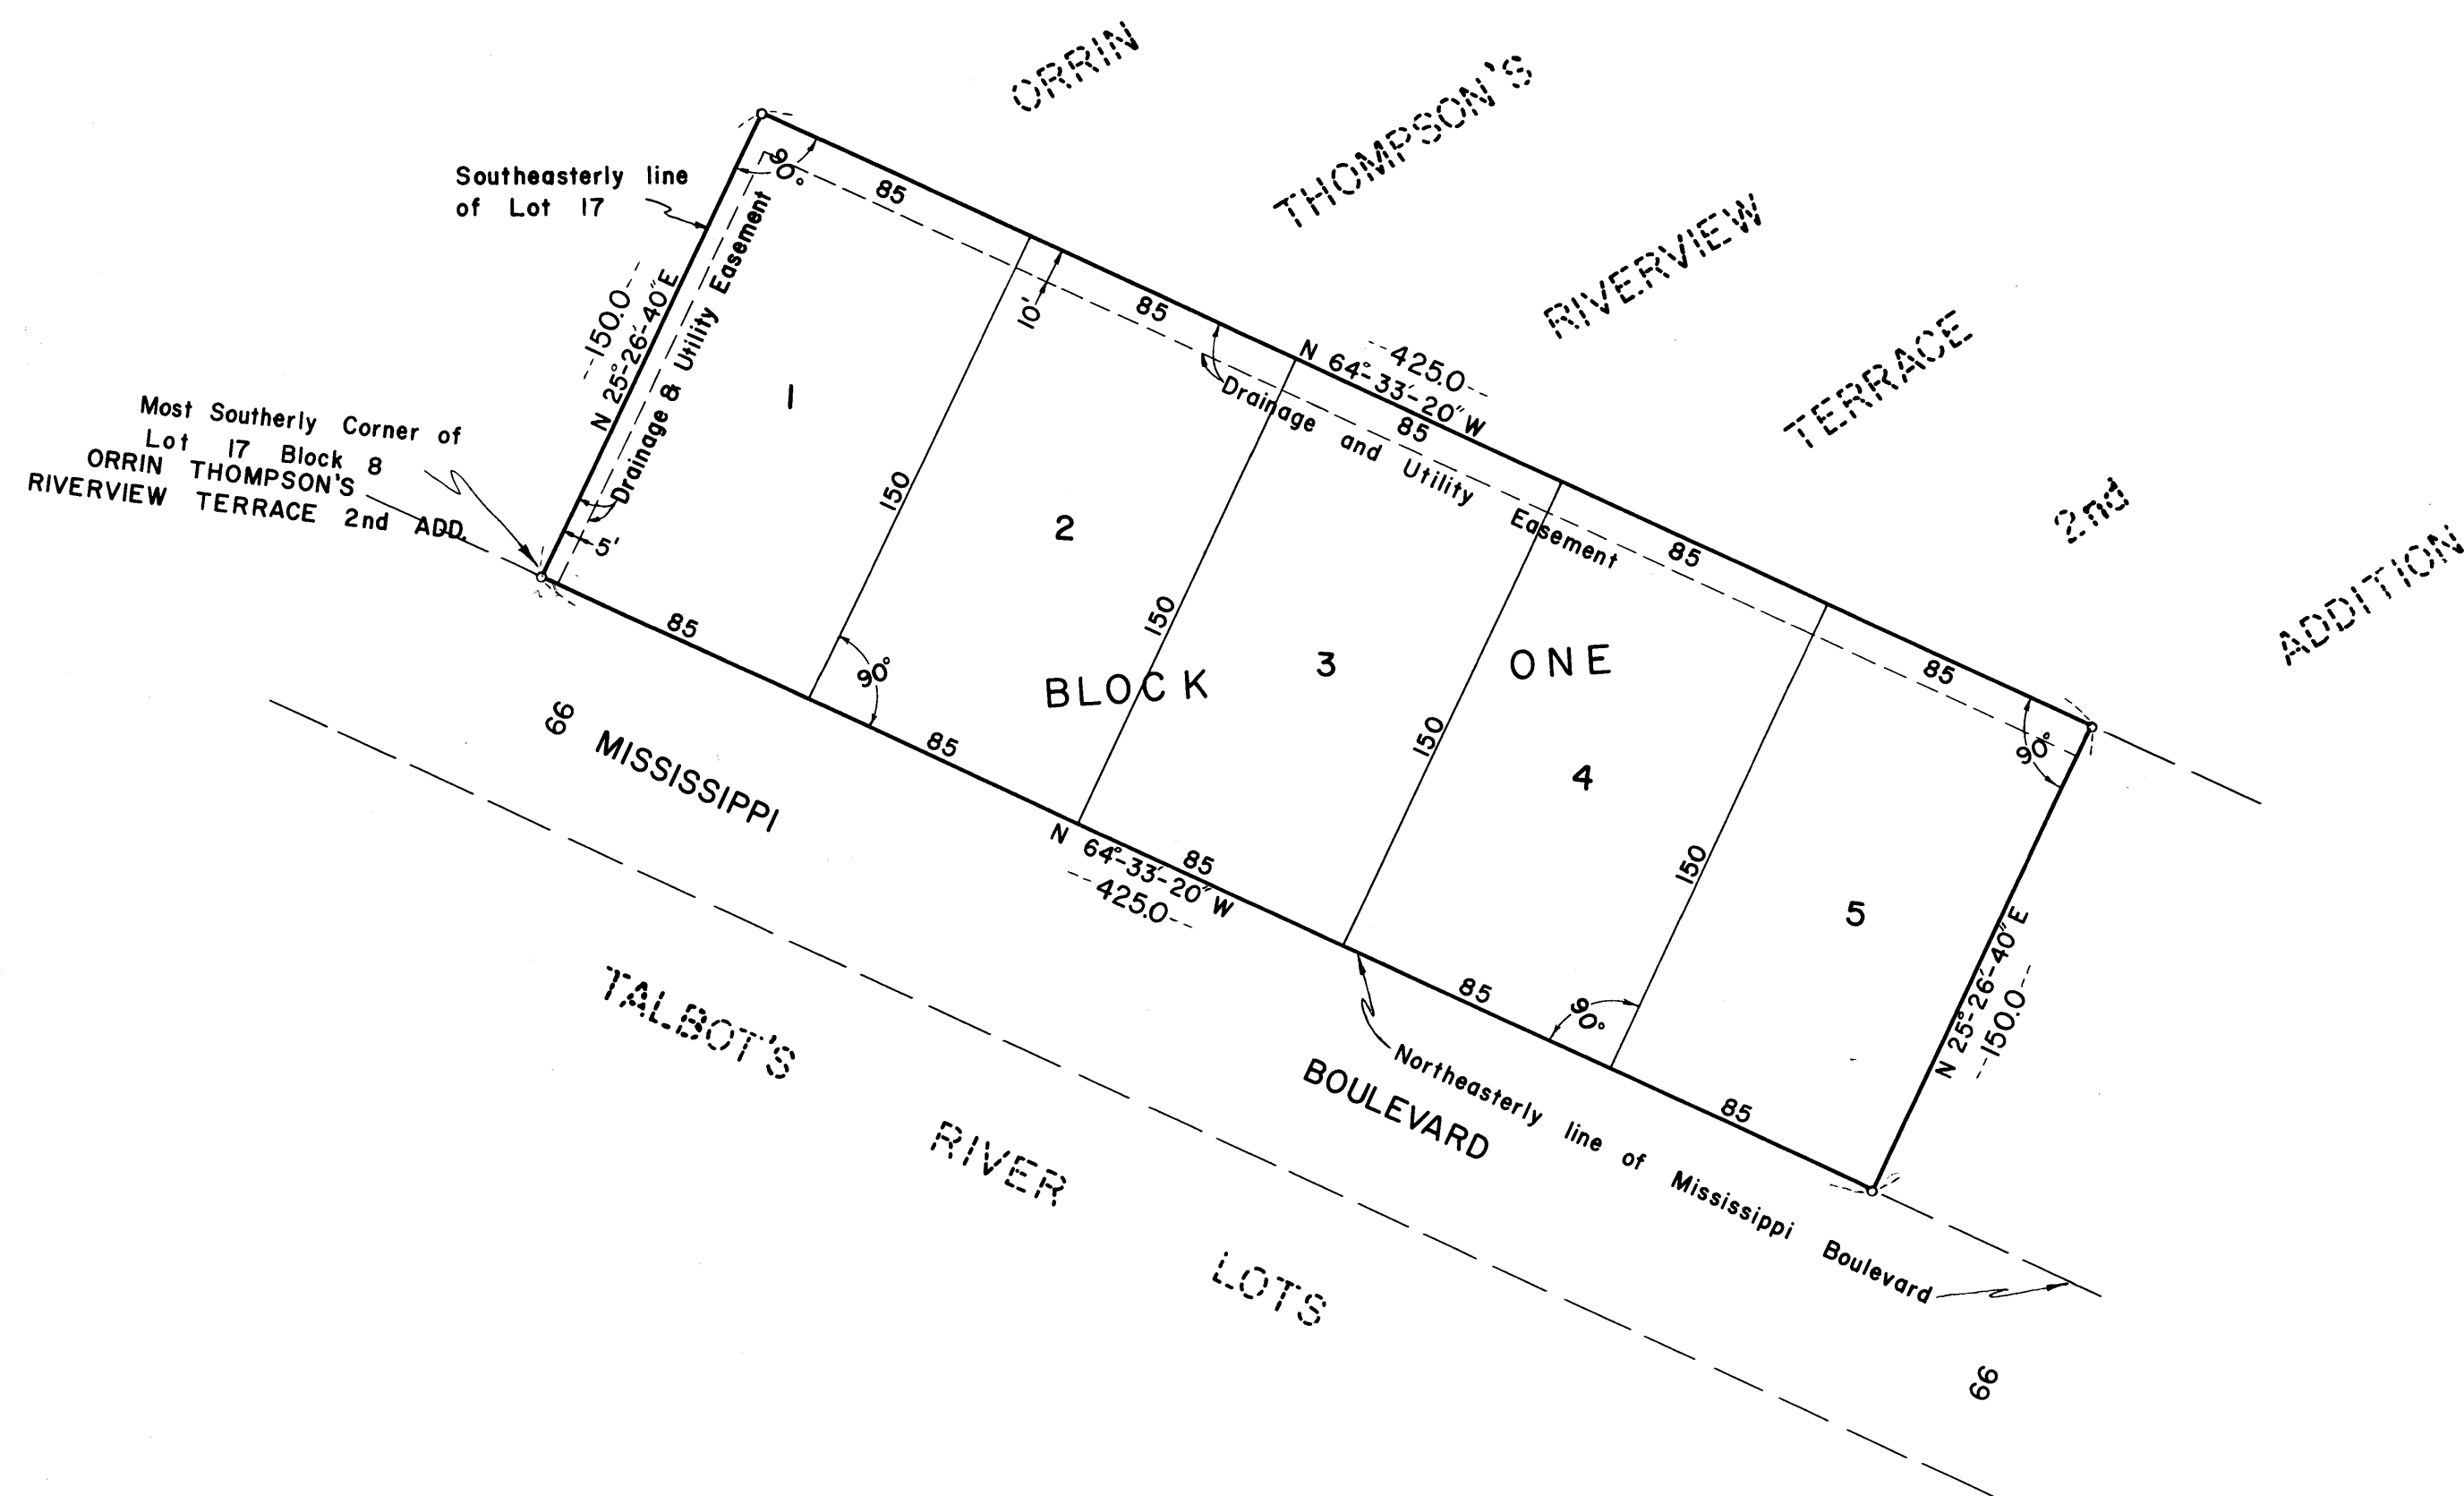 ORRIN
THOMPSON'S
RIVERVIEW
TERRACE
2nd
ADDITION
Southeasterly line
of Lot 17
-150.0-
N 25°-26'-40" E
Drainage & Utility Easement
90°
85
10'
85
Drainage and Utility Easement
-425.0-
N 64°-33'-20" W
85
85
85
90°
Most Southerly Corner of
Lot 17 Block 8
ORRIN THOMPSON'S
RIVERVIEW TERRACE 2nd ADD.
5'
1
150
2
150
3
150
4
150
5
BLOCK ONE
N 25°-26'-40" E
-150.0-
85
90°
85
85
N 64°-33'-20" W
--425.0--
85
90°
85
Northeasterly line of Mississippi Boulevard
66
MISSISSIPPI
BOULEVARD
66
TALBOT'S
RIVER
LOTS